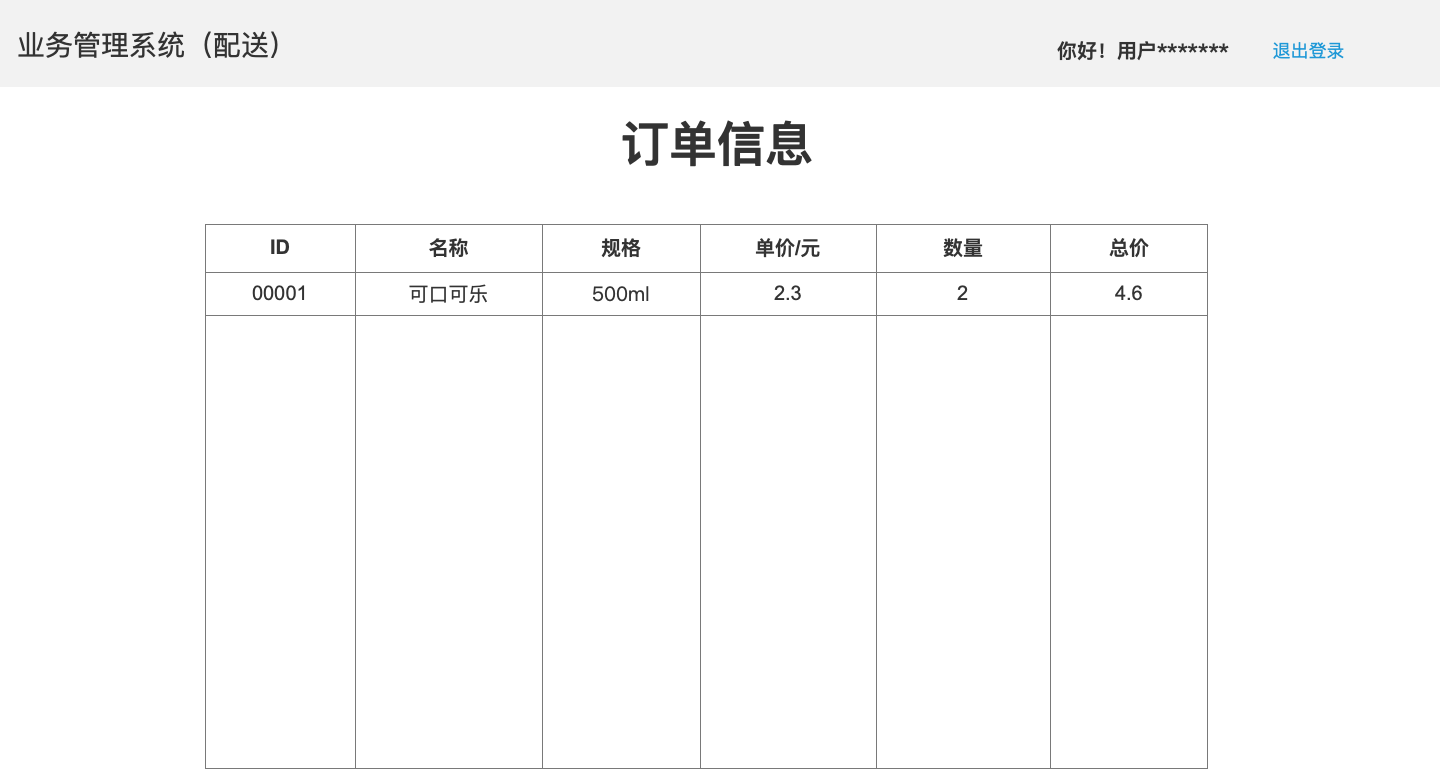 业务管理系统（配送）
你好！用户******* 退出登录
订单信息
ID 名称 规格 单价/元 数量 总价
00001 可口可乐 500ml 2.3 2 4.6